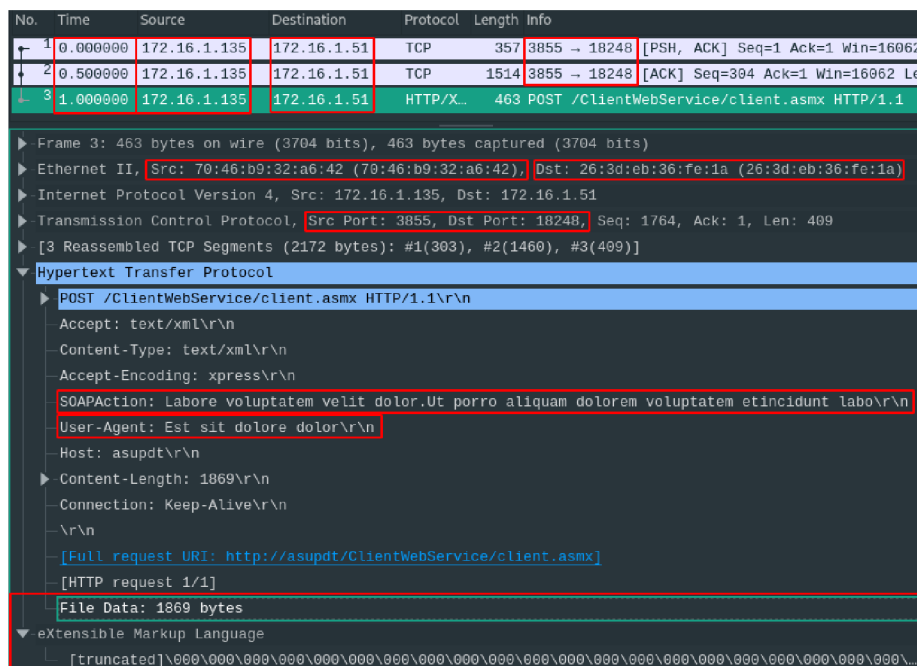 No. Time Source Destination Protocol Length Info
1 0.000000 172.16.1.135 172.16.1.51 TCP 357 3855 → 18248 [PSH, ACK] Seq=1 Ack=1 Win=16062
2 0.500000 172.16.1.135 172.16.1.51 TCP 1514 3855 → 18248 [ACK] Seq=304 Ack=1 Win=16062 Le
3 1.000000 172.16.1.135 172.16.1.51 HTTP/X… 463 POST /ClientWebService/client.asmx HTTP/1.1
Frame 3: 463 bytes on wire (3704 bits), 463 bytes captured (3704 bits)
Ethernet II, Src: 70:46:b9:32:a6:42 (70:46:b9:32:a6:42), Dst: 26:3d:eb:36:fe:1a (26:3d:eb:36:fe:1a)
Internet Protocol Version 4, Src: 172.16.1.135, Dst: 172.16.1.51
Transmission Control Protocol, Src Port: 3855, Dst Port: 18248, Seq: 1764, Ack: 1, Len: 409
[3 Reassembled TCP Segments (2172 bytes): #1(303), #2(1460), #3(409)]
Hypertext Transfer Protocol
POST /ClientWebService/client.asmx HTTP/1.1\r\n
Accept: text/xml\r\n
Content-Type: text/xml\r\n
Accept-Encoding: xpress\r\n
SOAPAction: Labore voluptatem velit dolor.Ut porro aliquam dolorem voluptatem etincidunt labo\r\n
User-Agent: Est sit dolore dolor\r\n
Host: asupdt\r\n
Content-Length: 1869\r\n
Connection: Keep-Alive\r\n
\r\n
[Full request URI: http://asupdt/ClientWebService/client.asmx]
[HTTP request 1/1]
File Data: 1869 bytes
eXtensible Markup Language
[truncated]\000\000\000\000\000\000\000\000\000\000\000\000\000\000\000\000\000\000\000\